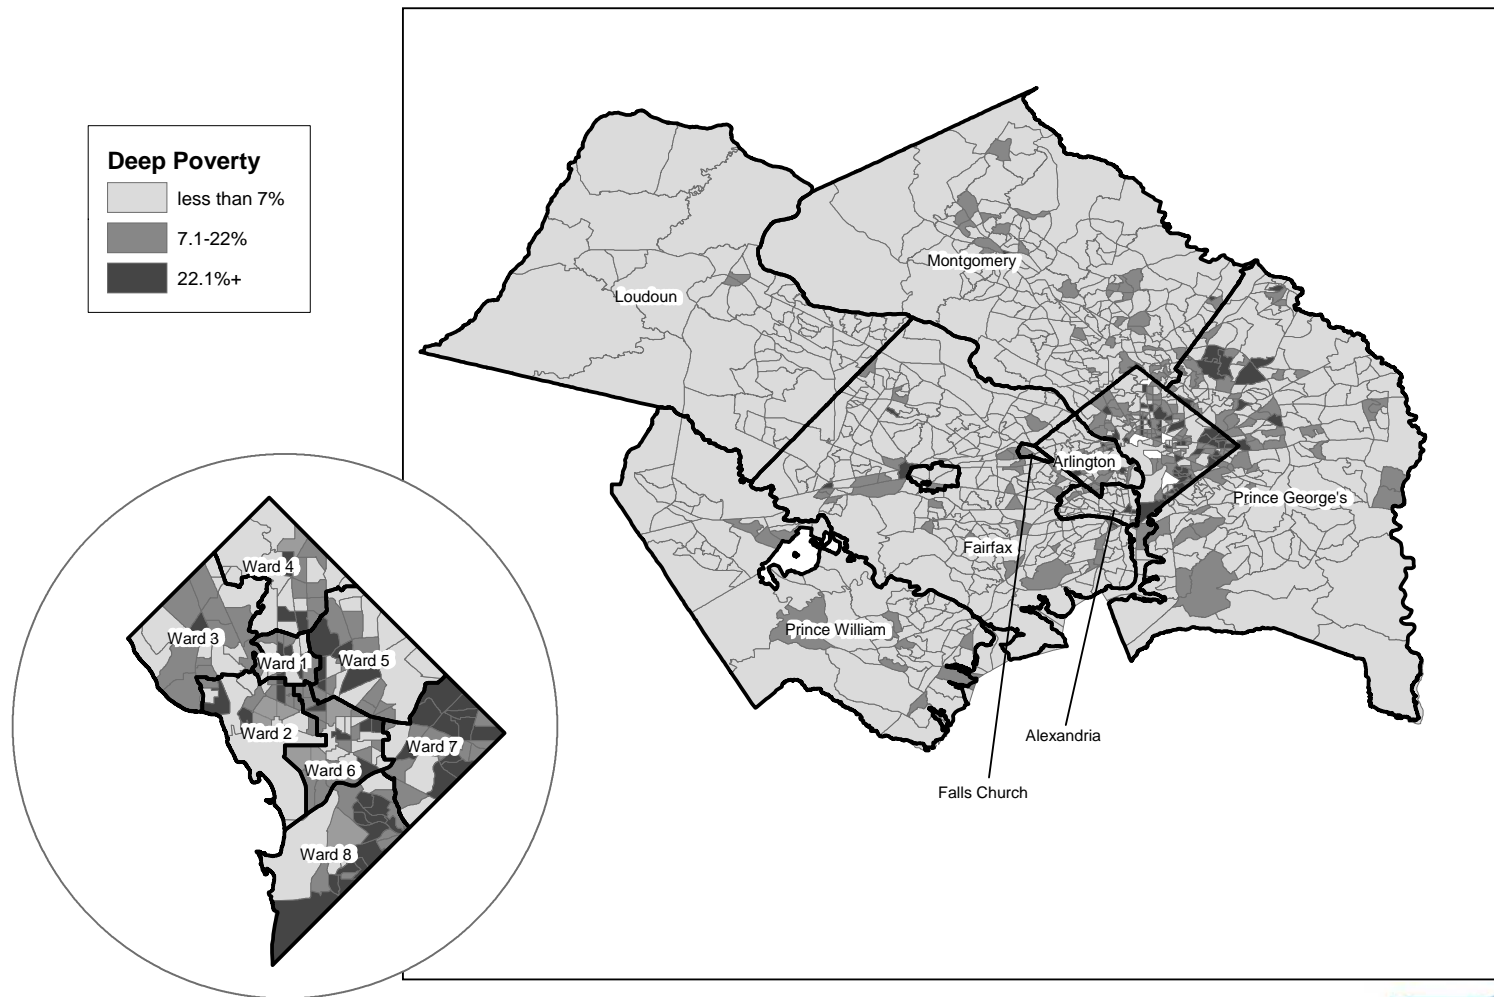 Deep Poverty
less than 7%
7.1-22%
22.1%+
Montgomery
Loudoun
Arlington
Prince George's
Fairfax
Prince William
Alexandria
Falls Church
Ward 4
Ward 3
Ward 1
Ward 5
Ward 2
Ward 7
Ward 6
Ward 8